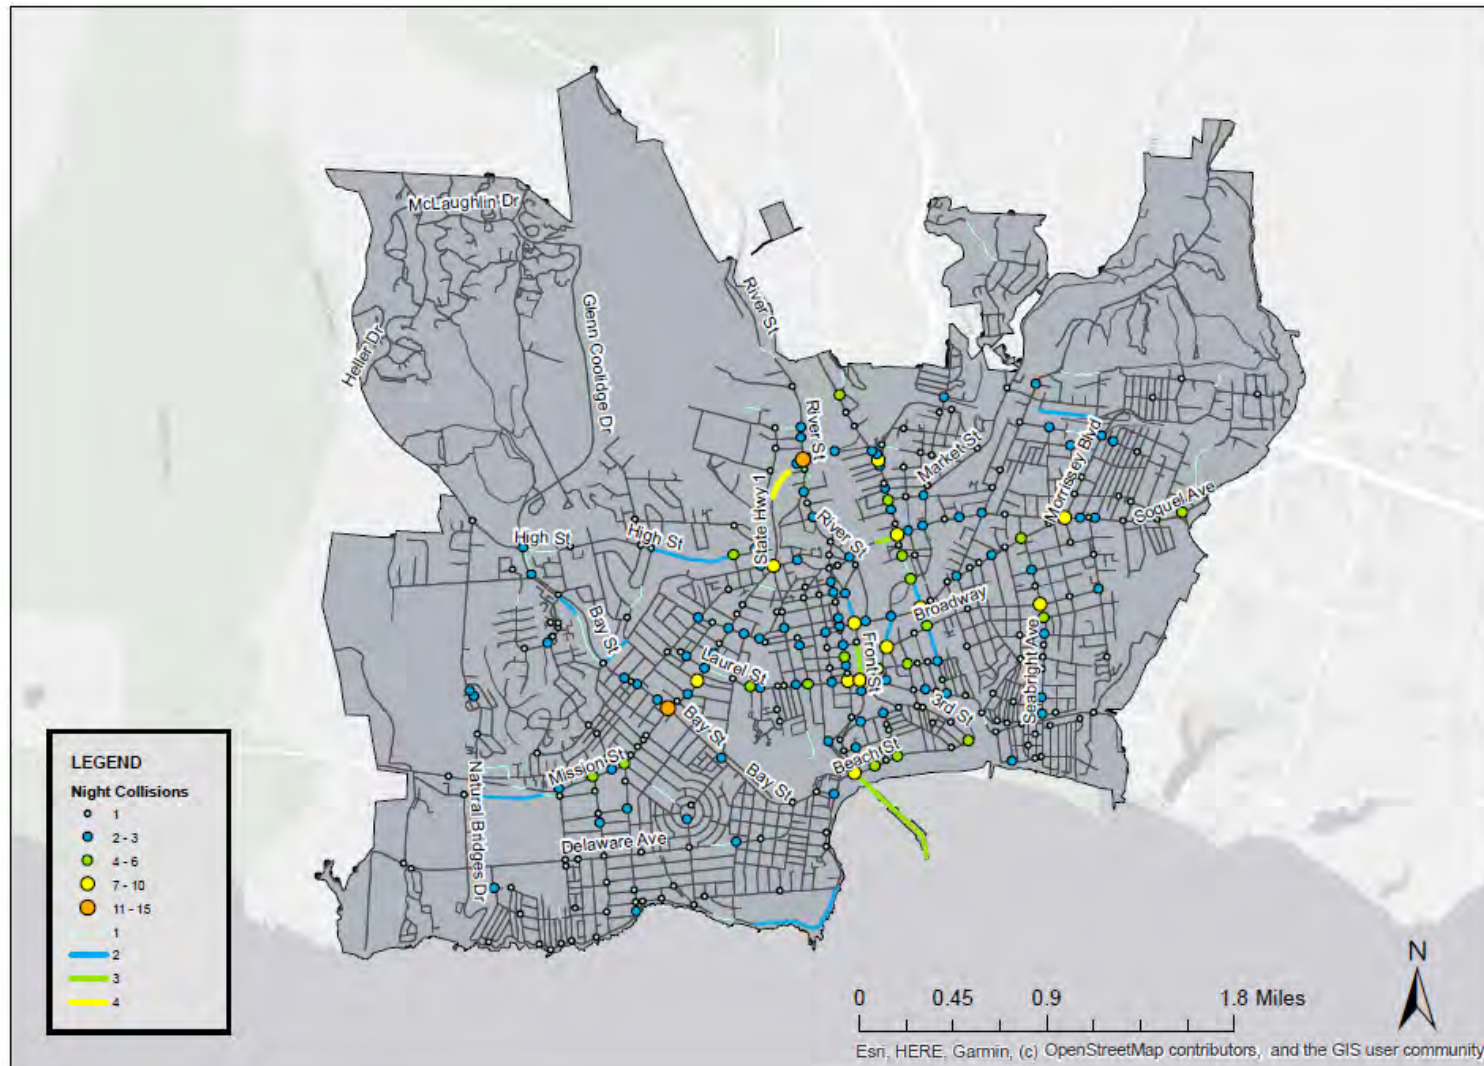 McLaughlin Dr
River St
Heller Dr
Glenn Coolidge Dr
River St
Market St
Morrissey Blvd
Soquel Ave
State Hwy 1
River St
High St
High St
Bay St
Broadway
Seabright Ave
Front St
Laurel St
3rd St
Bay St
Beach St
Mission St
Bay St
Natural Bridges Dr
Delaware Ave
LEGEND
Night Collisions
1
2 - 3
4 - 6
7 - 10
11 - 15
1
2
3
4
N
0 0.45 0.9 1.8 Miles
Esri, HERE, Garmin, (c) OpenStreetMap contributors, and the GIS user community